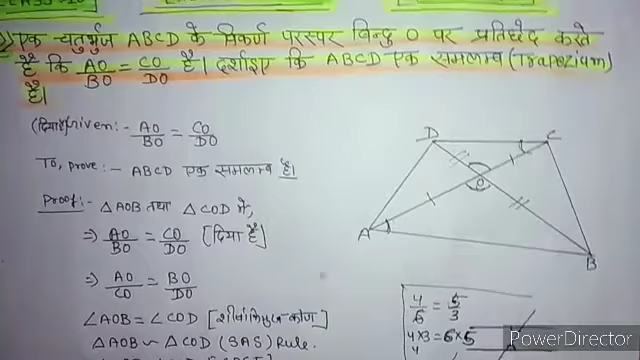 एक चतुर्भुज ABCD के विकर्ण परस्पर बिन्दु O पर प्रतिच्छेद करते
हैं कि AO/BO = CO/DO है। दर्शाइए कि ABCD एक समलम्ब (Trapezium)
है।
(दिया है) Given:- AO/BO = CO/DO
To, prove:- ABCD एक समलम्ब है।
Proof:- △AOB तथा △COD में,
⇒ AO/BO = CO/DO [दिया है]
⇒ AO/CO = BO/DO
∠AOB = ∠COD [शीर्षाभिमुख कोण]
△AOB ~ △COD (SAS) Rule.
D
C
O
A
B
4/6 = 5/3
4×3 = 6×5
4
PowerDirector